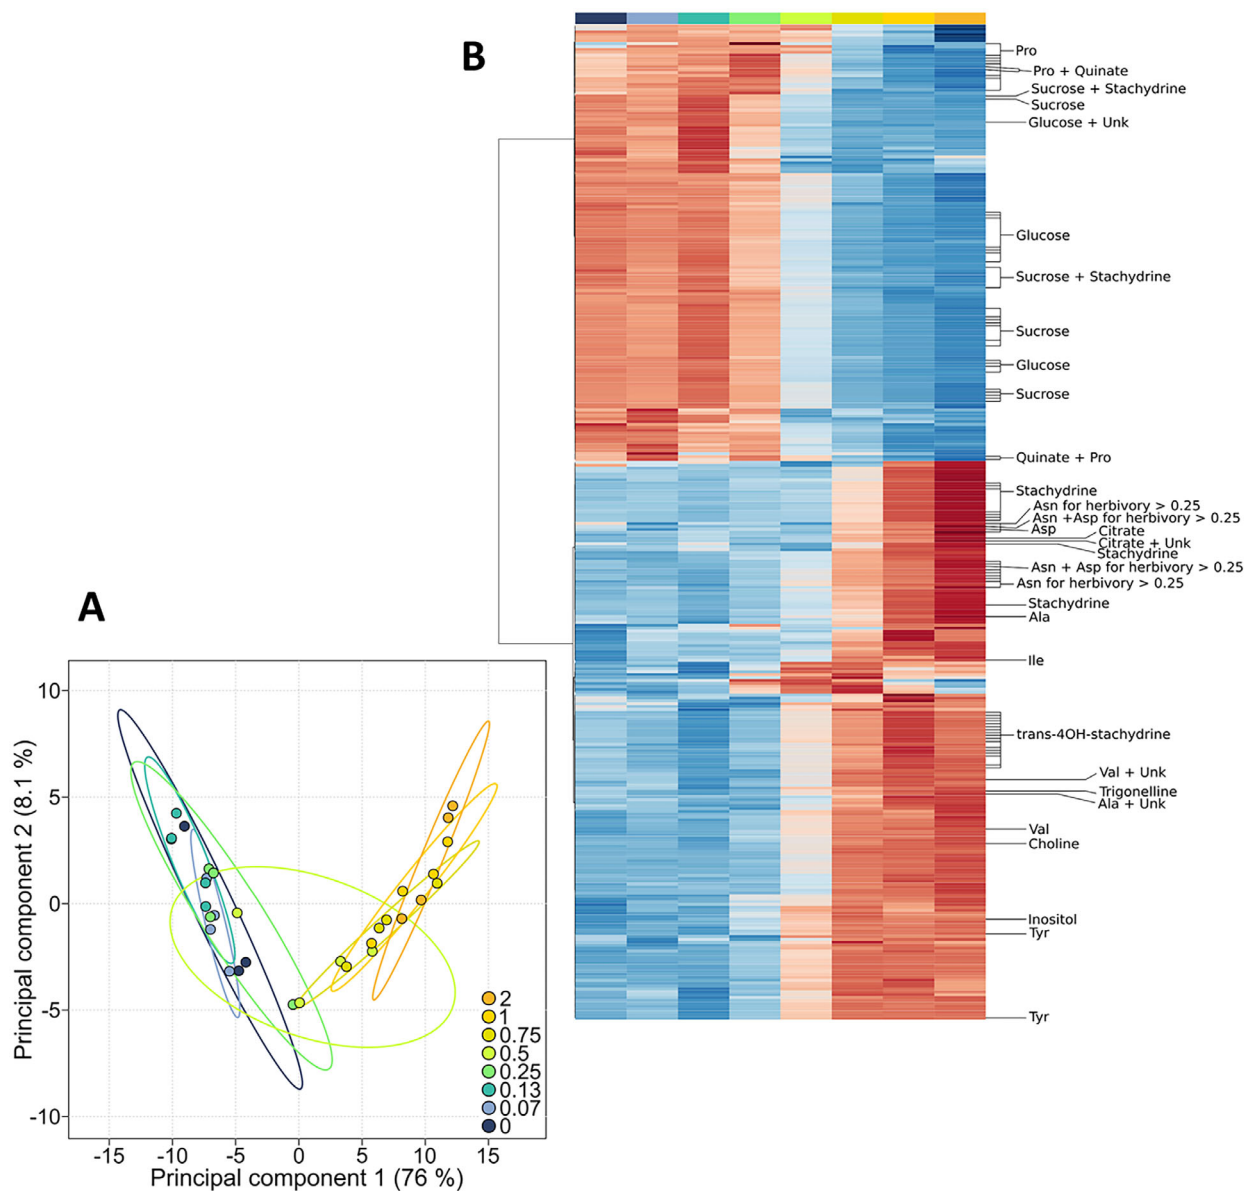 B
Pro
Pro + Quinate
Sucrose + Stachydrine
Sucrose
Glucose + Unk
Glucose
Sucrose + Stachydrine
Sucrose
Glucose
Sucrose
Quinate + Pro
Stachydrine
Asn for herbivory > 0.25
Asn +Asp for herbivory > 0.25
Asp
Citrate
Citrate + Unk
Stachydrine
Asn + Asp for herbivory > 0.25
Asn for herbivory > 0.25
Stachydrine
Ala
Ile
trans-4OH-stachydrine
Val + Unk
Trigonelline
Ala + Unk
Val
Choline
Inositol
Tyr
Tyr
A
Principal component 2 (8.1 %)
10
5
0
-5
-10
2
1
0.75
0.5
0.25
0.13
0.07
0
-15 -10 -5 0 5 10 15
Principal component 1 (76 %)